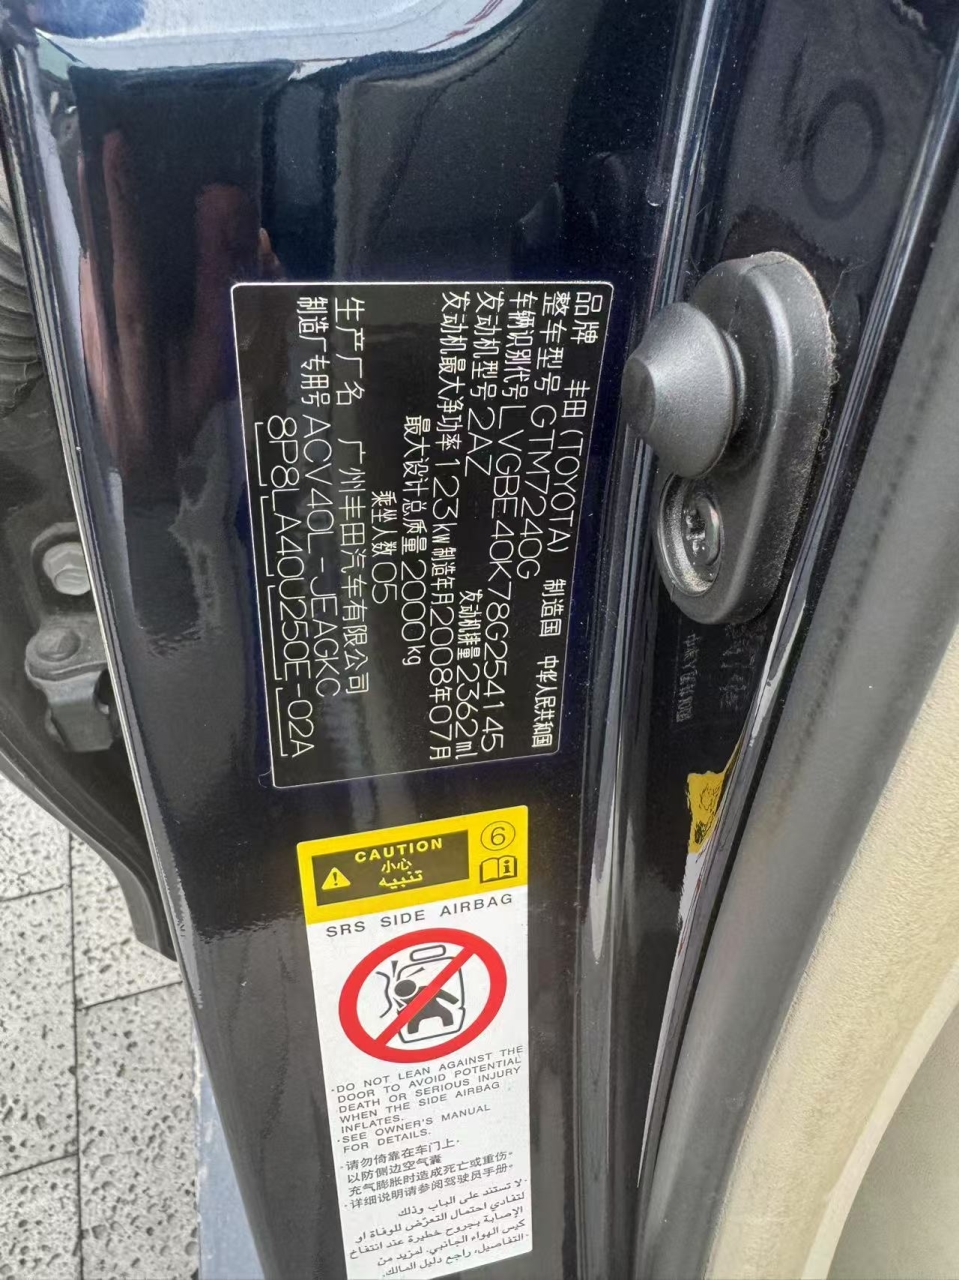 品牌 丰田(TOYOTA) 制造国 中华人民共和国
整车型号 GTM7240G
车辆识别代号 LVGBE40K78G254145
发动机型号 2AZ 发动机排量 2362ml
发动机最大净功率 123kw 制造年月 2008年07月
最大设计总质量 2000kg
乘坐人数 05
生产厂名 广州丰田汽车有限公司
制造厂专用号 ACV40L-JEAGKC
8P8LA40U250E-02A
CAUTION
小心
تنبيه
6
SRS SIDE AIRBAG
·DO NOT LEAN AGAINST THE
DOOR TO AVOID POTENTIAL
DEATH OR SERIOUS INJURY
WHEN THE SIDE AIRBAG
INFLATES.
·SEE OWNER'S MANUAL
FOR DETAILS.
·请勿倚靠在车门上·
以防侧边空气囊
充气膨胀时造成死亡或重伤"
·详细说明请参阅驾驶员手册"
·لا تستند على الباب وذلك
لتفادي احتمال التعرّض للوفاة او
الإصابة بجروح خطيرة عند انتفاخ
كيس الهواء الجانبي. لمزيد من
التفاصيل، راجع دليل المالك.